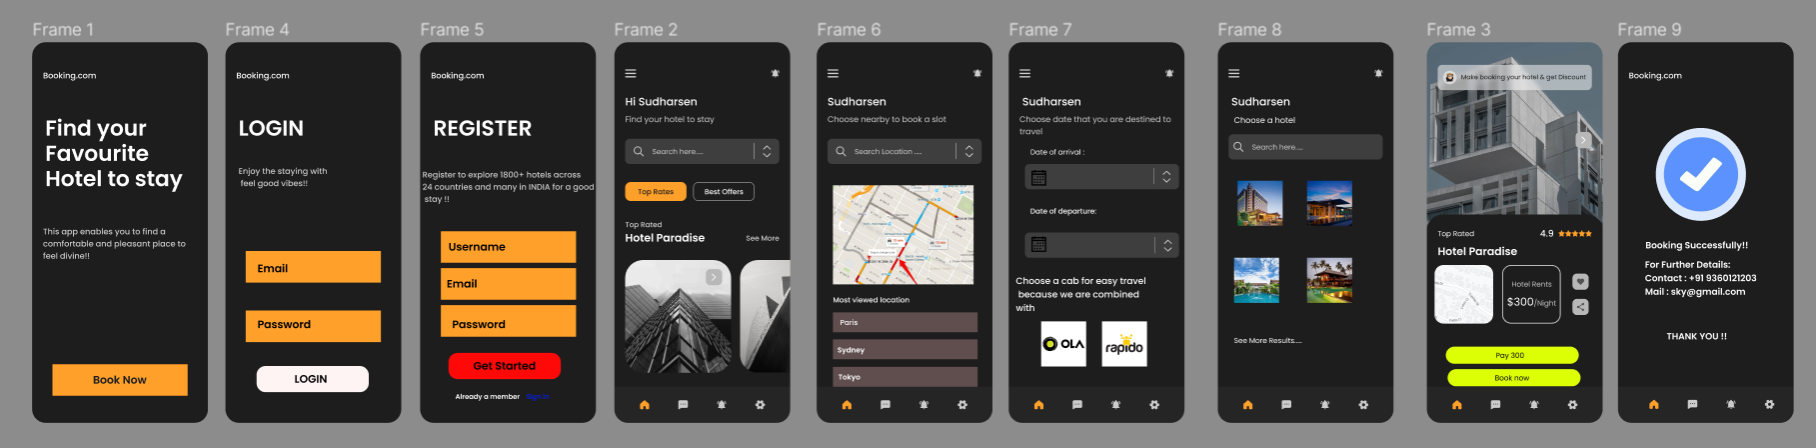 Frame 1
Booking.com
Find your
Favourite
Hotel to stay
This app enables you to find a
comfortable and pleasant place to
feel divine!!
Book Now
Frame 4
Booking.com
LOGIN
Enjoy the staying with
feel good vibes!!
Email
Password
LOGIN
Frame 5
Booking.com
REGISTER
Register to explore 1800+ hotels across
24 countries and many in INDIA for a good
stay !!
Username
Email
Password
Get Started
Already a member Sign in
Frame 2
Hi Sudharsen
Find your hotel to stay
Search here....
Top Rates
Best Offers
Top Rated
Hotel Paradise
See More
Frame 6
Sudharsen
Choose nearby to book a slot
Search Location .....
Most viewed location
Paris
Sydney
Tokyo
Frame 7
Sudharsen
Choose date that you are destined to
travel
Date of arrival :
Date of departure:
Choose a cab for easy travel
because we are combined
with
OLA
rapido
Frame 8
Sudharsen
Choose a hotel
Search here....
See More Results....
Frame 3
Make booking your hotel & get Discount
Top Rated
4.9
Hotel Paradise
Hotel Rents
$300/Night
Pay 300
Book now
Frame 9
Booking.com
Booking Successfully!!
For Further Details:
Contact : +91 9360121203
Mail : sky@gmail.com
THANK YOU !!